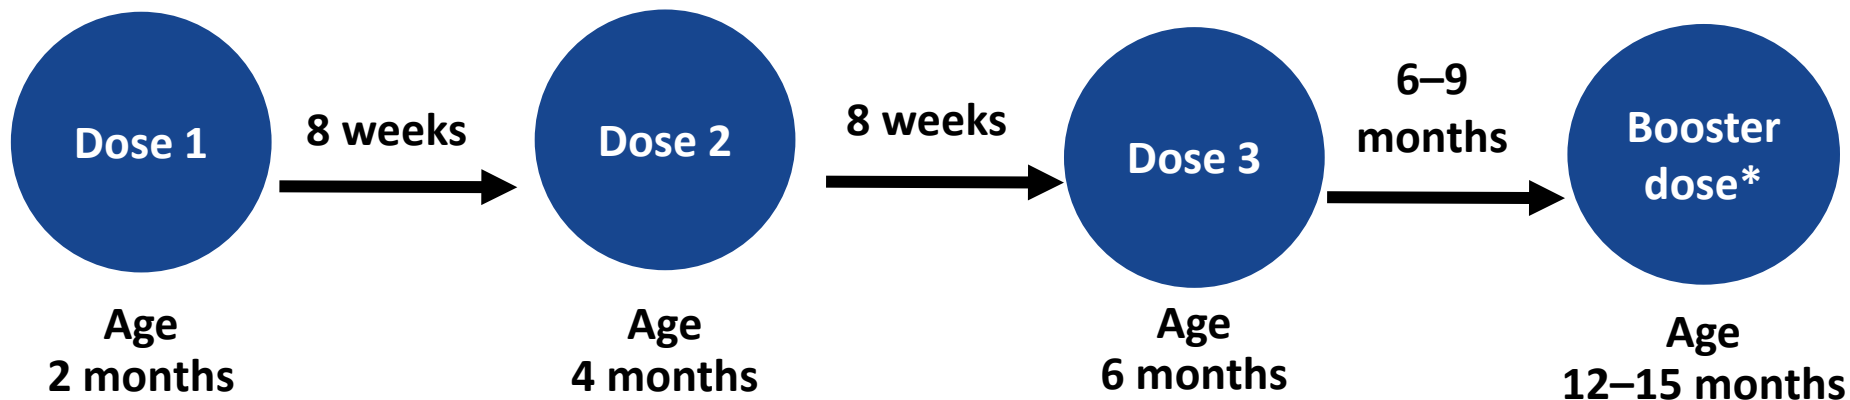 Dose 1
8 weeks
Dose 2
8 weeks
Dose 3
6–9
months
Booster
dose*
Age
2 months
Age
4 months
Age
6 months
Age
12–15 months